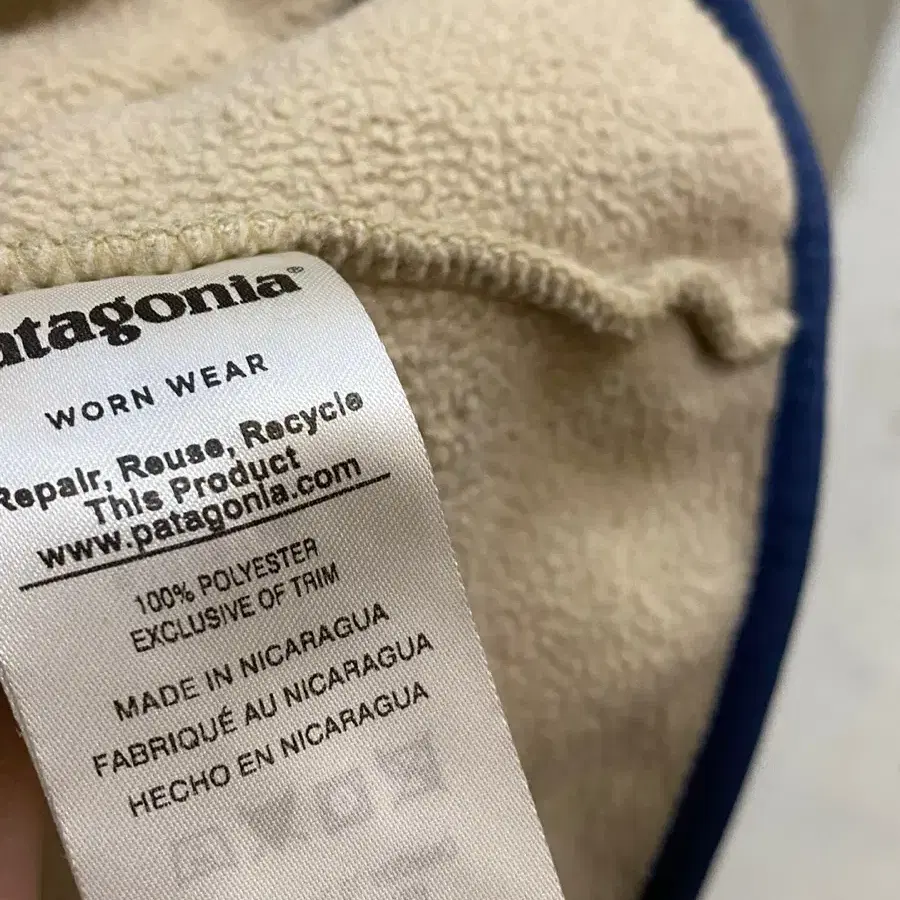 patagonia®
WORN WEAR
Repair, Reuse, Recycle
This Product
www.patagonia.com
100% POLYESTER
EXCLUSIVE OF TRIM
MADE IN NICARAGUA
FABRIQUÉ AU NICARAGUA
HECHO EN NICARAGUA